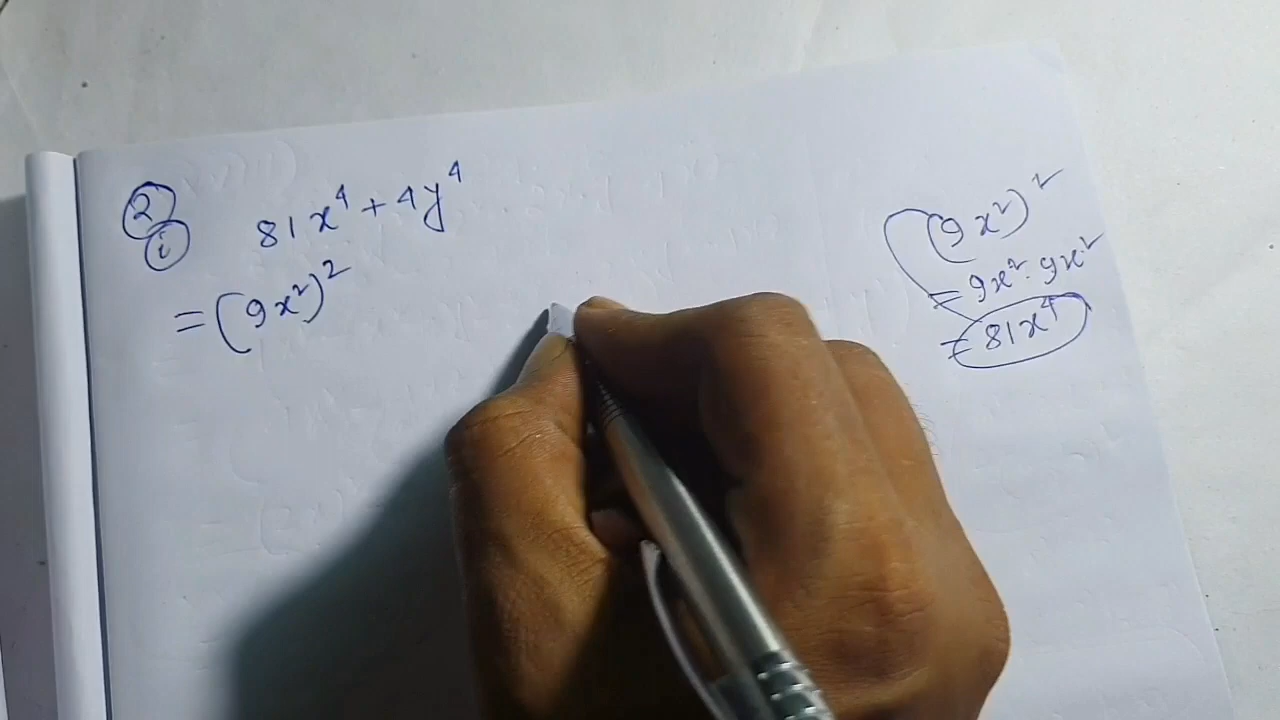 2
i 81x⁴ + 4y⁴
= (9x²)²
(9x²)²
= 9x² · 9x²
= 81x⁴